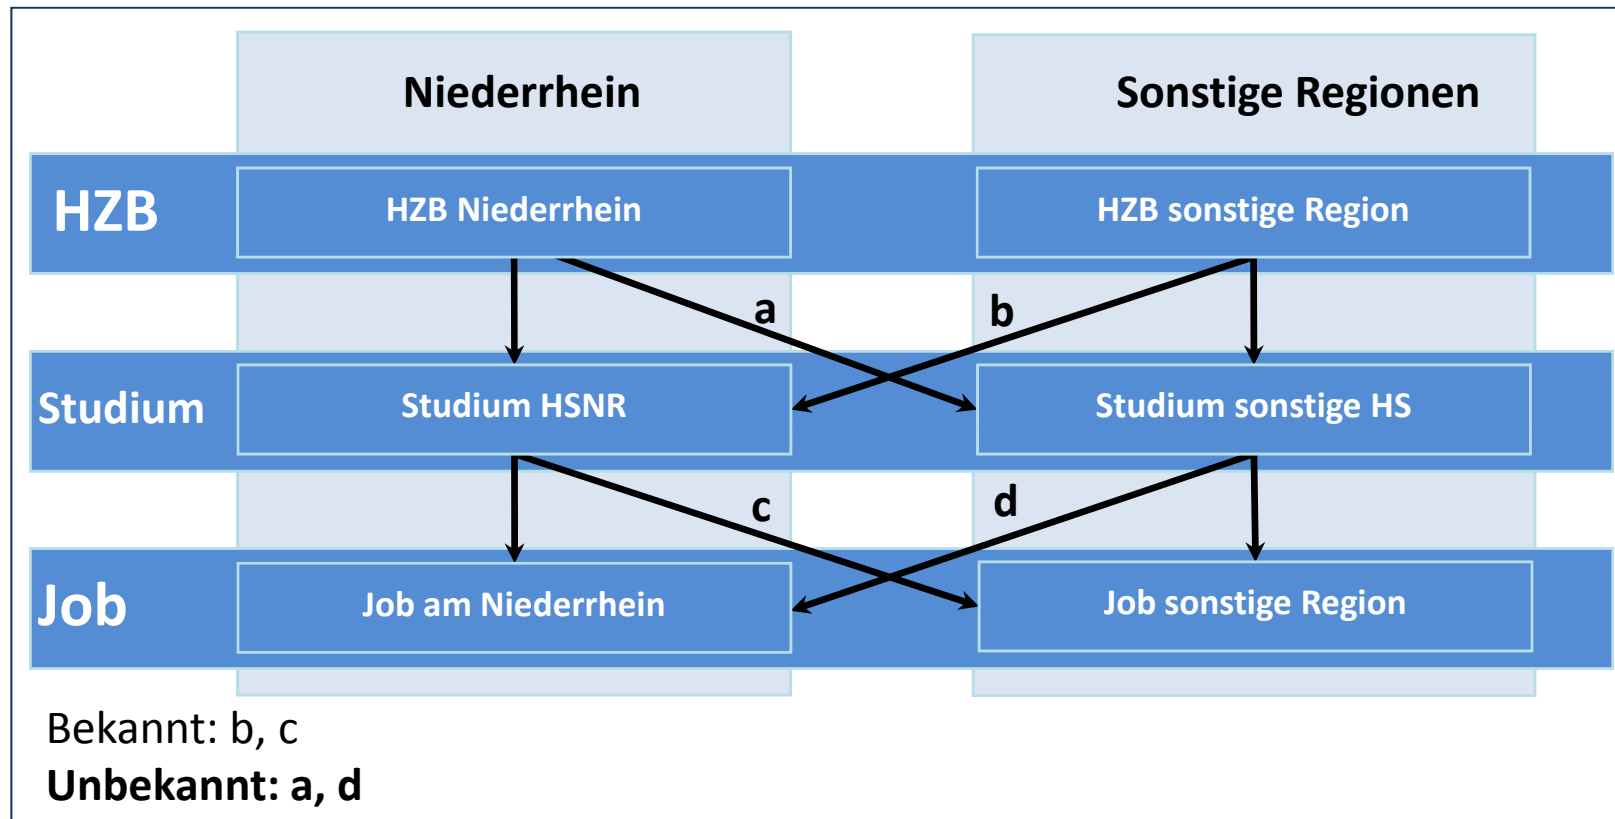 Niederrhein
Sonstige Regionen
HZB
HZB Niederrhein
HZB sonstige Region
a
b
Studium
Studium HSNR
Studium sonstige HS
c
d
Job
Job am Niederrhein
Job sonstige Region
Bekannt: b, c
Unbekannt: a, d